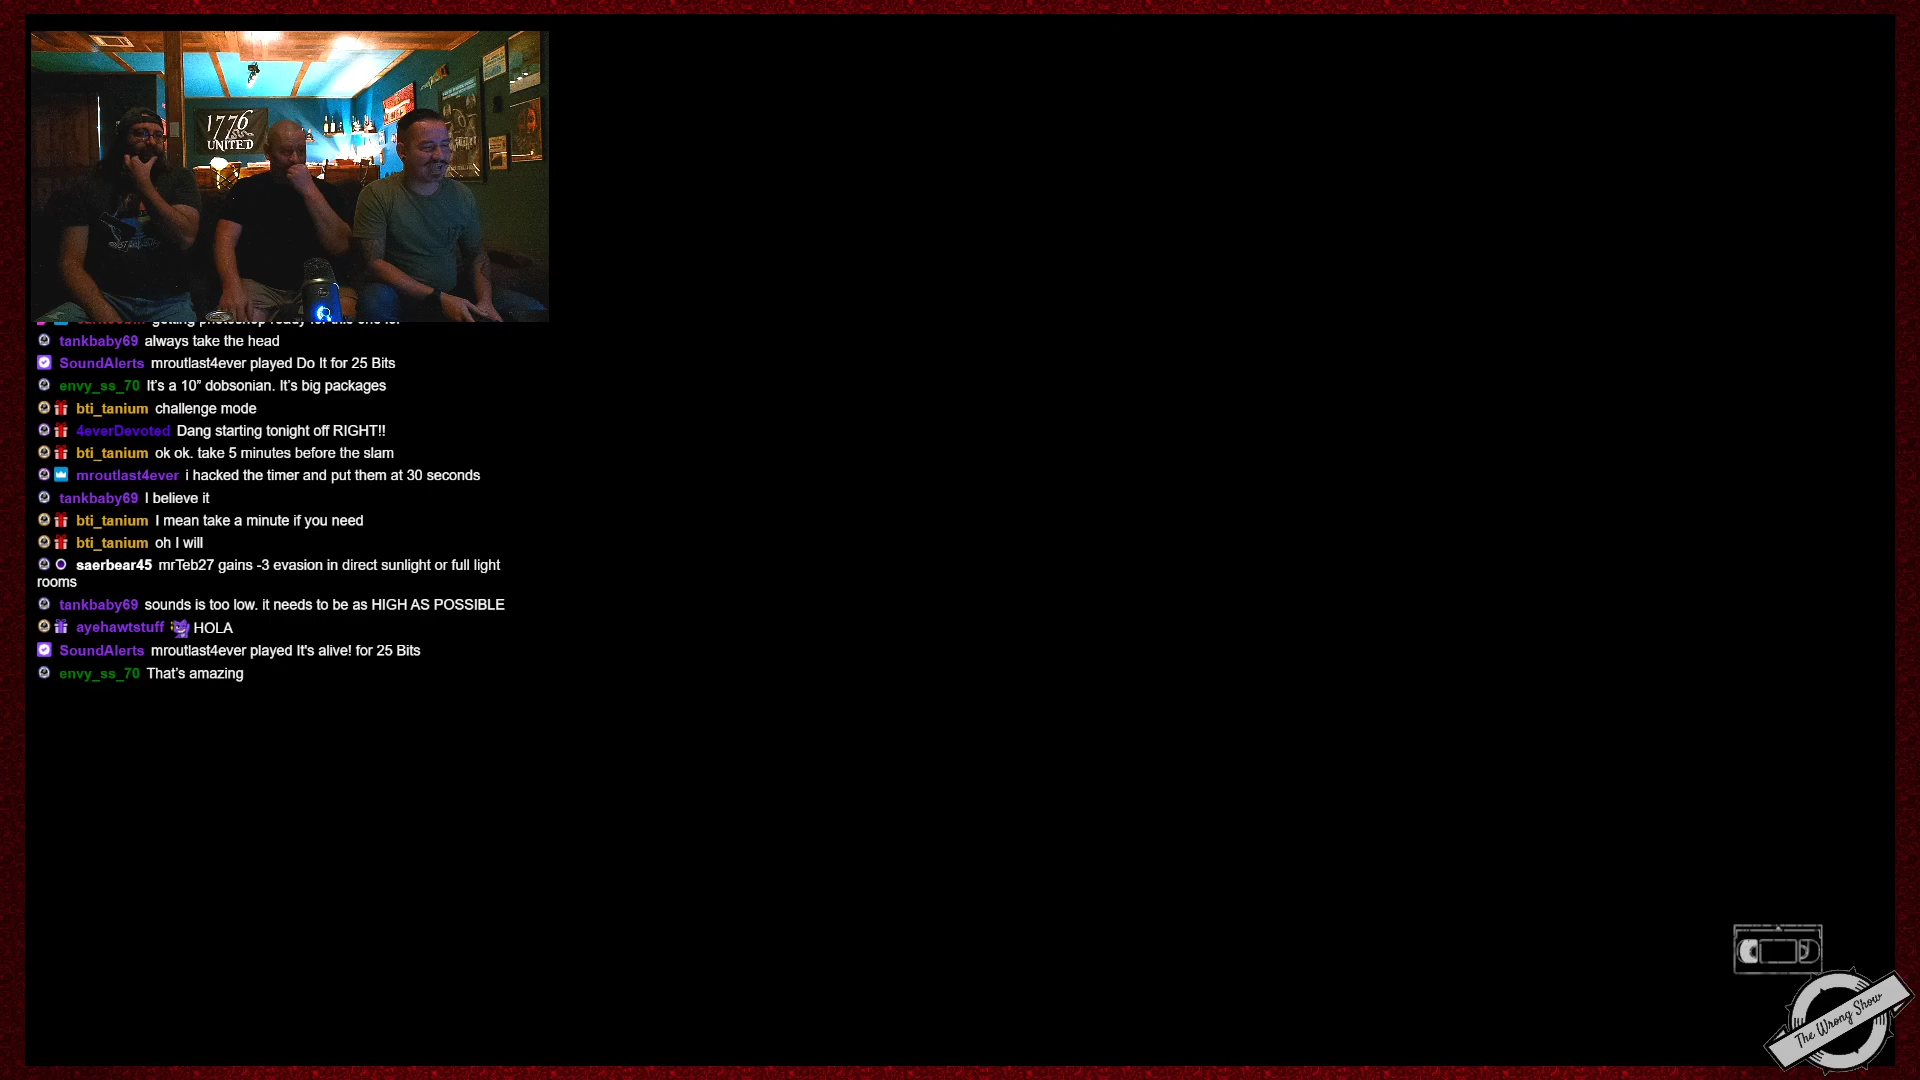 1776
UNITED
tankbaby69 always take the head
SoundAlerts mroutlast4ever played Do It for 25 Bits
envy_ss_70 It’s a 10” dobsonian. It’s big packages
bti_tanium challenge mode
4everDevoted Dang starting tonight off RIGHT!!
bti_tanium ok ok. take 5 minutes before the slam
mroutlast4ever i hacked the timer and put them at 30 seconds
tankbaby69 I believe it
bti_tanium I mean take a minute if you need
bti_tanium oh I will
saerbear45 mrTeb27 gains -3 evasion in direct sunlight or full light
rooms
tankbaby69 sounds is too low. it needs to be as HIGH AS POSSIBLE
ayehawtstuff HOLA
SoundAlerts mroutlast4ever played It's alive! for 25 Bits
envy_ss_70 That’s amazing
The Wrong Show